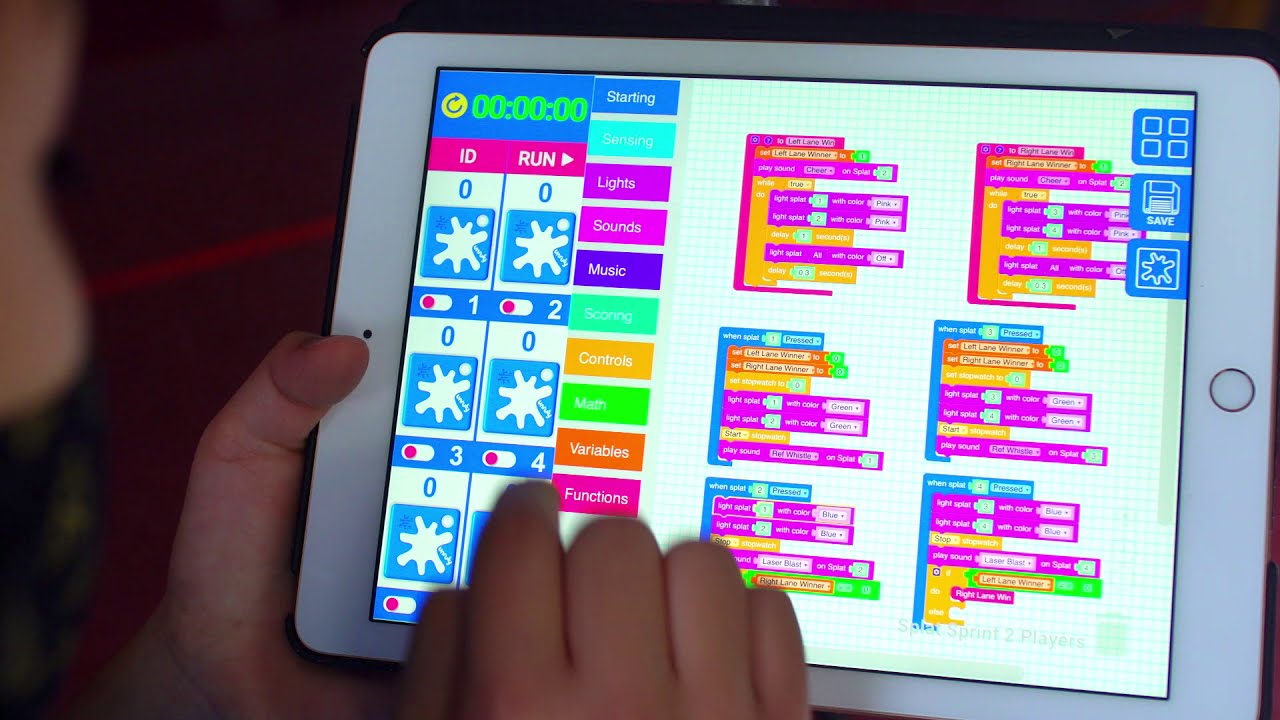 00:00:00
ID RUN
0 0
1 2
0 0
3 4
0
Starting
Sensing
Lights
Sounds
Music
Scoring
Controls
Math
Variables
Functions
to Left Lane Win
set Left Lane Winner to 1
play sound Cheer on Splat 2
while true
do
light splat 1 with color Pink
light splat 2 with color Pink
delay 1 second(s)
light splat All with color Off
delay 0.3 second(s)
to Right Lane Win
set Right Lane Winner to
play sound Cheer on Splat 2
while true
do
light splat 3 with color Pink
light splat 4 with color Pink
delay 1 second(s)
light splat All with color
delay 0.3 second(s)
SAVE
when splat 1 Pressed
set Left Lane Winner to 0
set Right Lane Winner to 0
set stopwatch to 0
light splat 1 with color Green
light splat 2 with color Green
Start stopwatch
play sound Ref Whistle on Splat 1
when splat 3 Pressed
set Left Lane Winner to
set Right Lane Winner to
set stopwatch to 0
light splat 3 with color Green
light splat 4 with color Green
Start stopwatch
play sound Ref Whistle on Splat 3
when splat 2 Pressed
light splat 1 with color Blue
light splat 2 with color Blue
Stop stopwatch
sound Laser Blast on Splat 2
Right Lane Winner
when splat 4 Pressed
light splat 3 with color Blue
light splat 4 with color Blue
Stop stopwatch
play sound Laser Blast on Splat 4
if Left Lane Winner
do Right Lane Win
else
Splat Sprint 2 Players